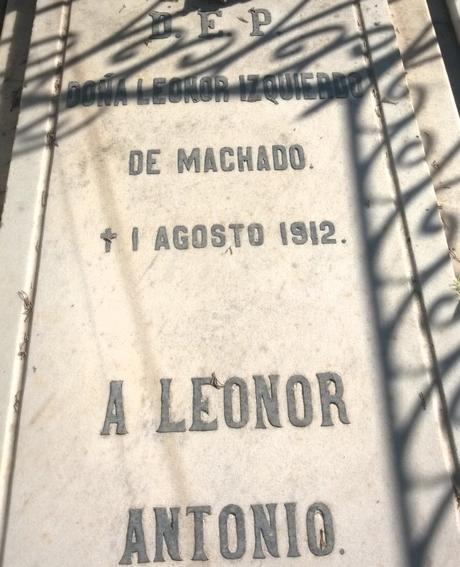 D. E. P.
DOÑA LEONOR IZQUIERDO
DE MACHADO.
† 1 AGOSTO 1912.
A LEONOR
ANTONIO.